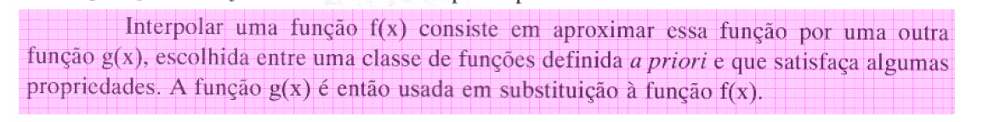 Interpolar uma função f(x) consiste em aproximar essa função por uma outra
função g(x), escolhida entre uma classe de funções definida a priori e que satisfaça algumas
propriedades. A função g(x) é então usada em substituição à função f(x).